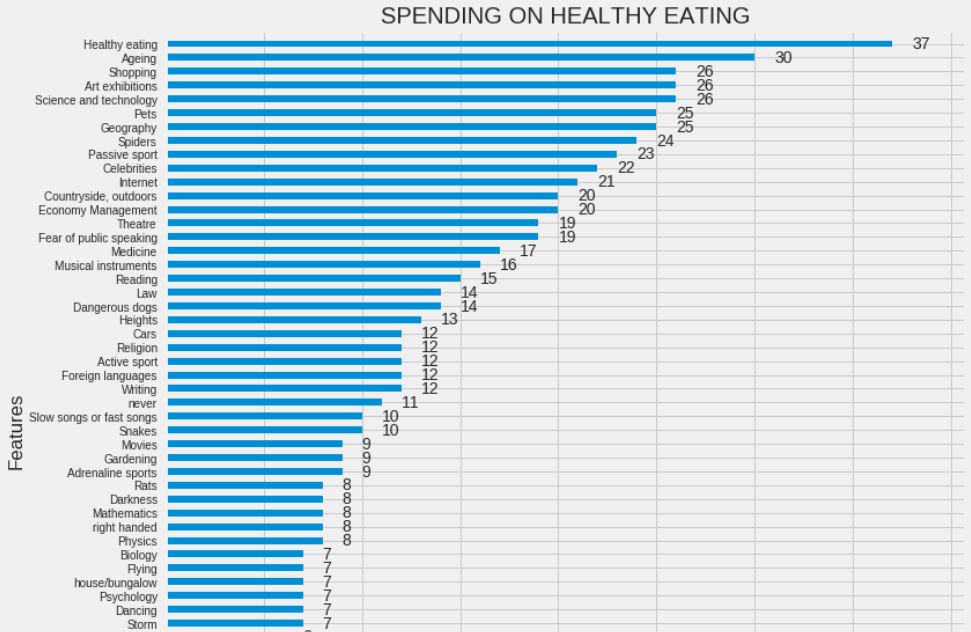 SPENDING ON HEALTHY EATING
Healthy eating 37
Ageing 30
Shopping 26
Art exhibitions 26
Science and technology 26
Pets 25
Geography 25
Spiders 24
Passive sport 23
Celebrities 22
Internet 21
Countryside, outdoors 20
Economy Management 20
Theatre 19
Fear of public speaking 19
Medicine 17
Musical instruments 16
Reading 15
Law 14
Dangerous dogs 14
Heights 13
Cars 12
Religion 12
Active sport 12
Foreign languages 12
Writing 12
never 11
Slow songs or fast songs 10
Snakes 10
Movies 9
Gardening 9
Adrenaline sports 9
Rats 8
Darkness 8
Mathematics 8
right handed 8
Physics 8
Biology 7
Flying 7
house/bungalow 7
Psychology 7
Dancing 7
Storm 7
Features